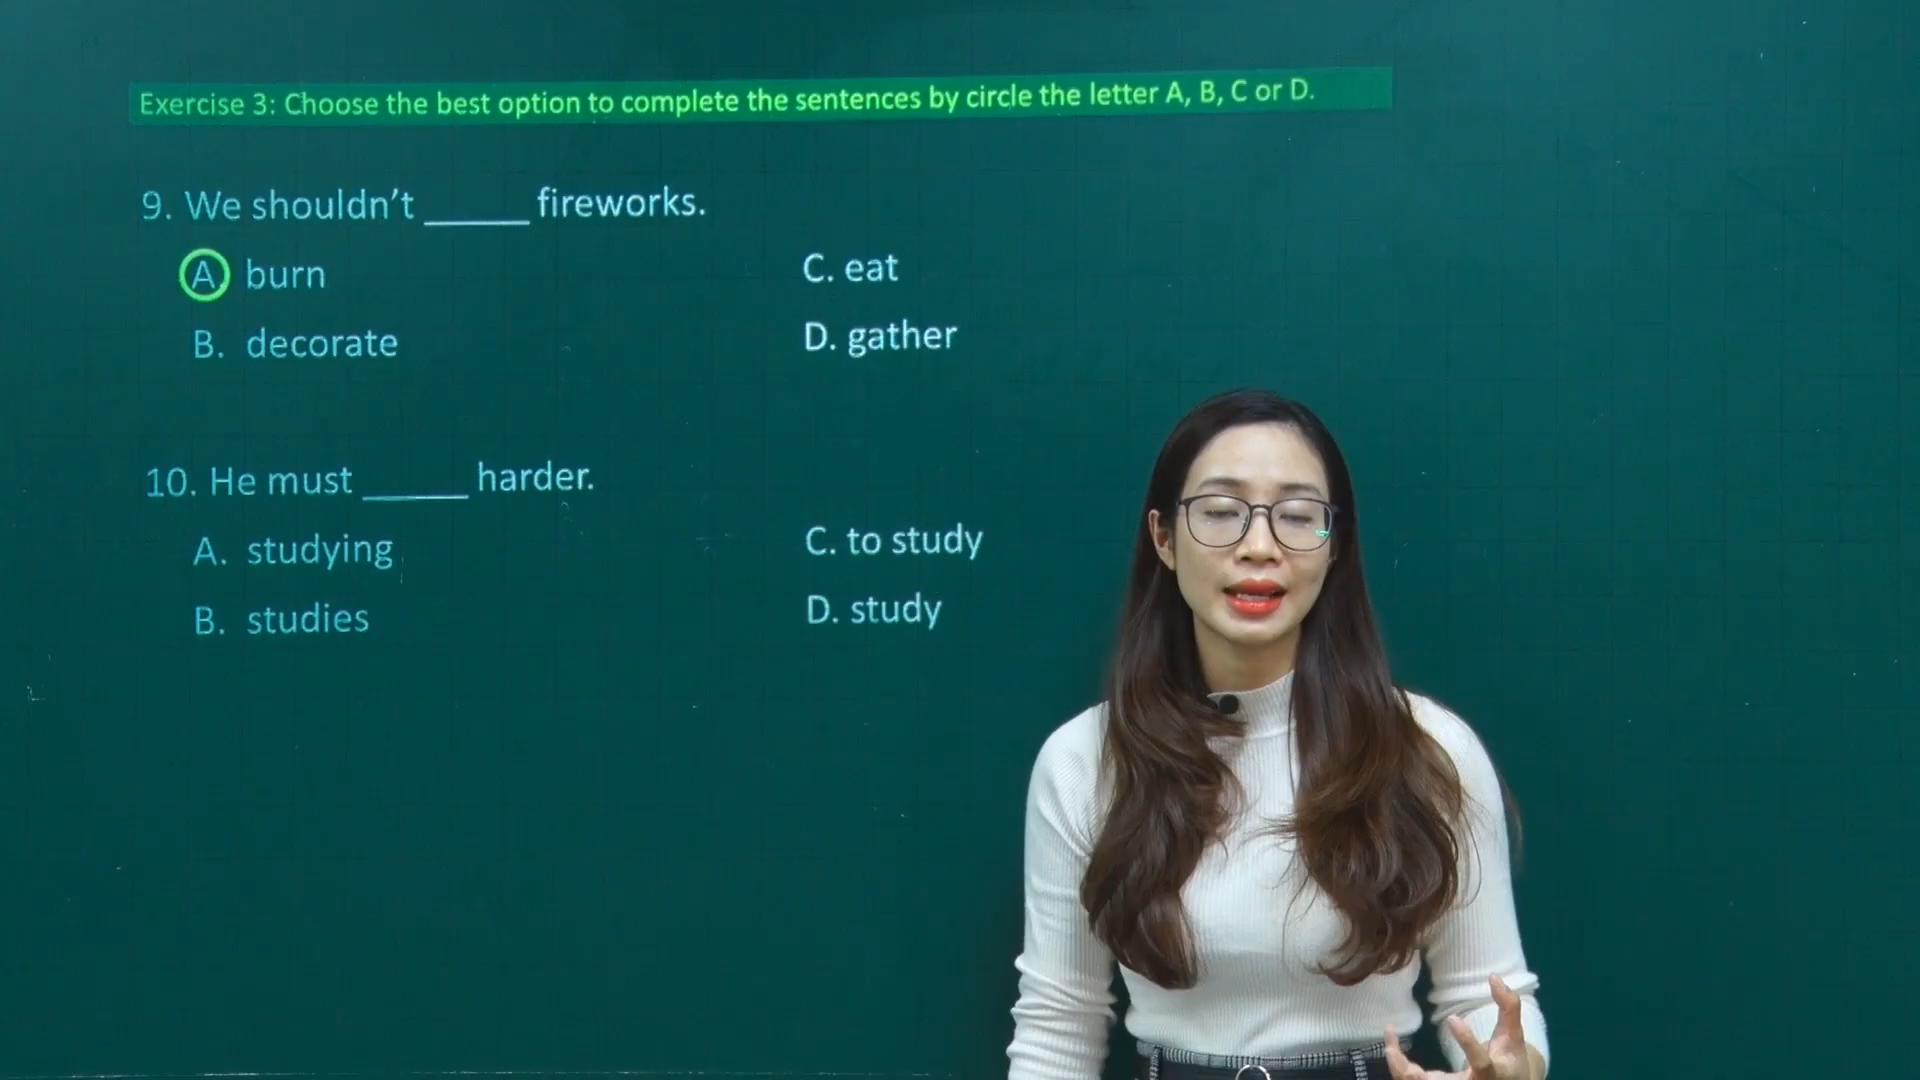 Exercise 3: Choose the best option to complete the sentences by circle the letter A, B, C or D.
9. We shouldn't _____ fireworks.
A. burn
C. eat
B. decorate
D. gather
10. He must _____ harder.
A. studying
C. to study
B. studies
D. study